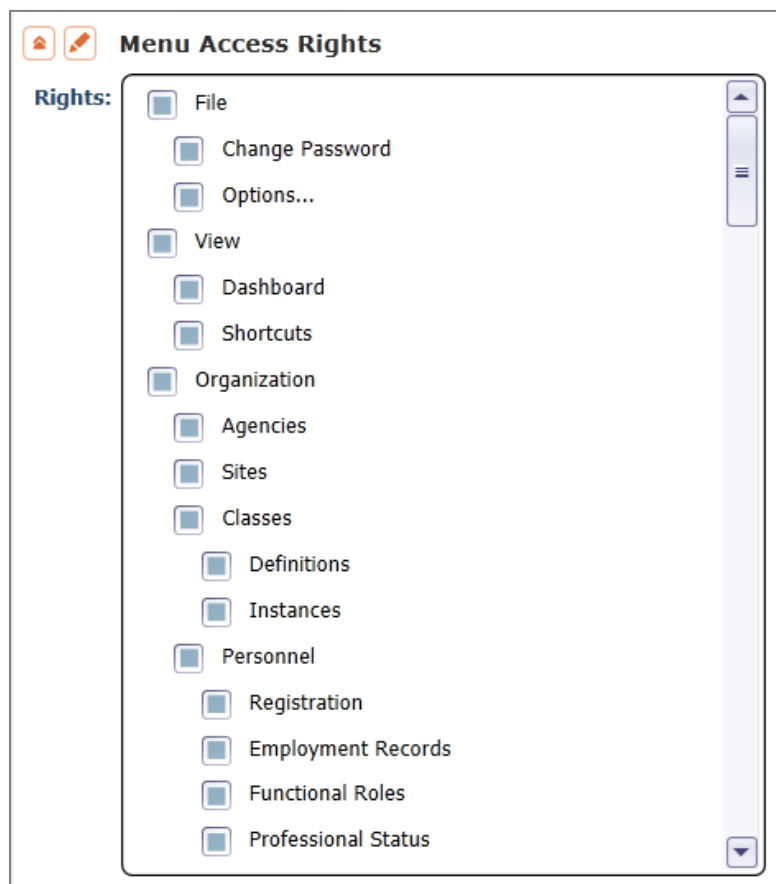 Menu Access Rights
Rights:
File
Change Password
Options...
View
Dashboard
Shortcuts
Organization
Agencies
Sites
Classes
Definitions
Instances
Personnel
Registration
Employment Records
Functional Roles
Professional Status